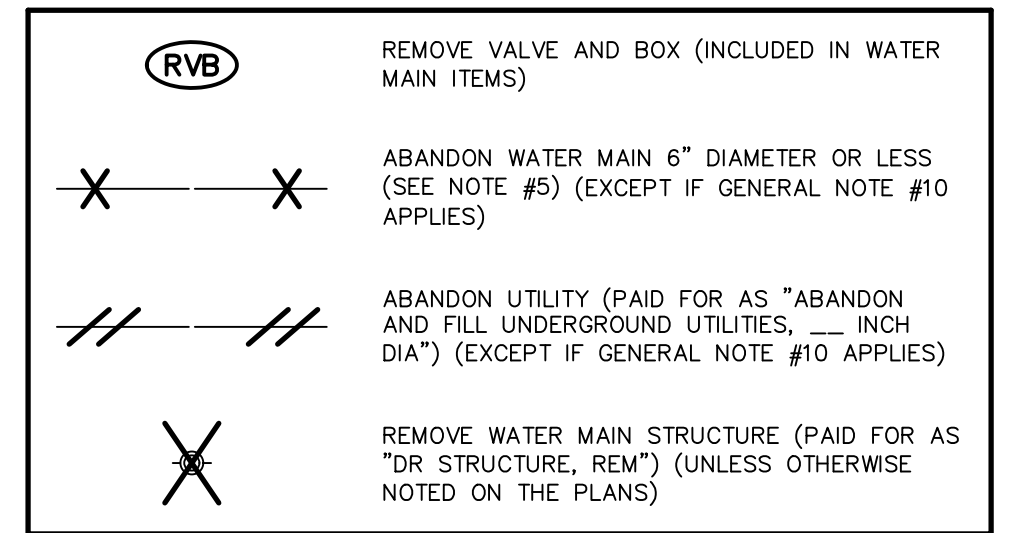 RVB
REMOVE VALVE AND BOX (INCLUDED IN WATER
MAIN ITEMS)
ABANDON WATER MAIN 6" DIAMETER OR LESS
(SEE NOTE #5) (EXCEPT IF GENERAL NOTE #10
APPLIES)
ABANDON UTILITY (PAID FOR AS "ABANDON
AND FILL UNDERGROUND UTILITIES, __ INCH
DIA") (EXCEPT IF GENERAL NOTE #10 APPLIES)
REMOVE WATER MAIN STRUCTURE (PAID FOR AS
"DR STRUCTURE, REM") (UNLESS OTHERWISE
NOTED ON THE PLANS)